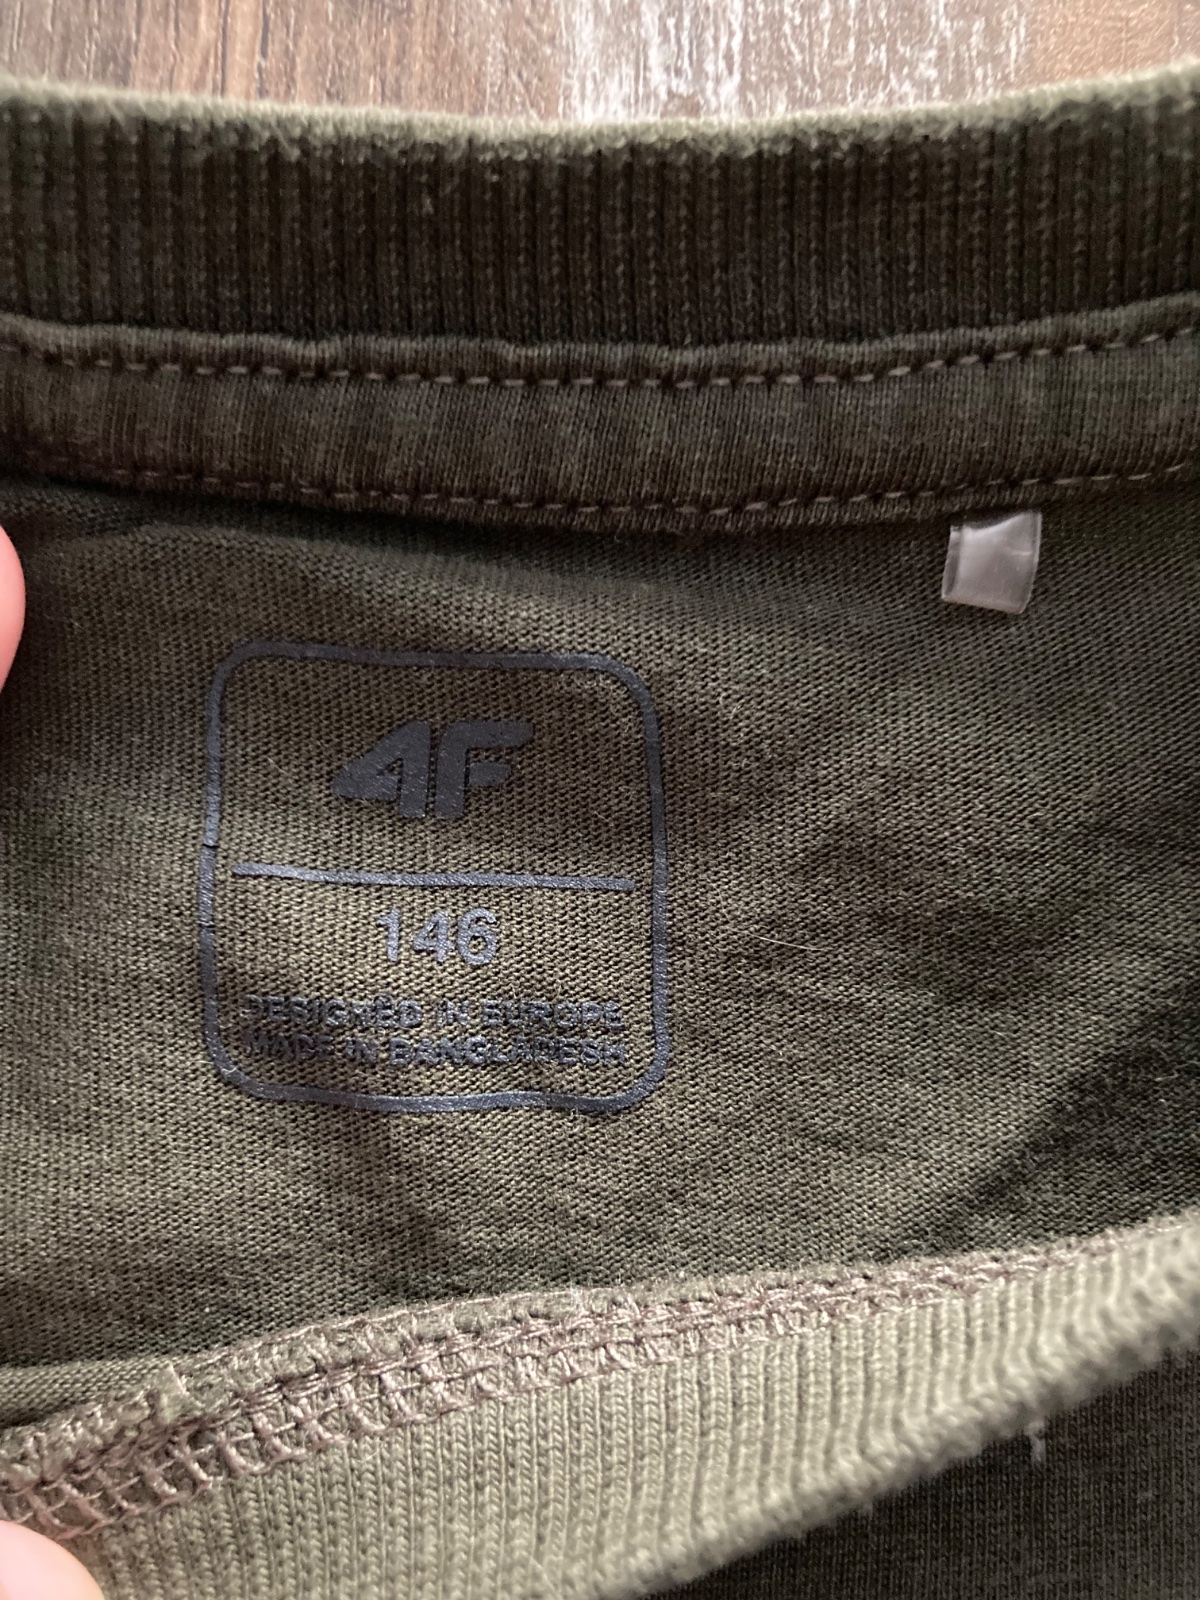 4F
146
DESIGNED IN EUROPE
MADE IN BANGLADESH